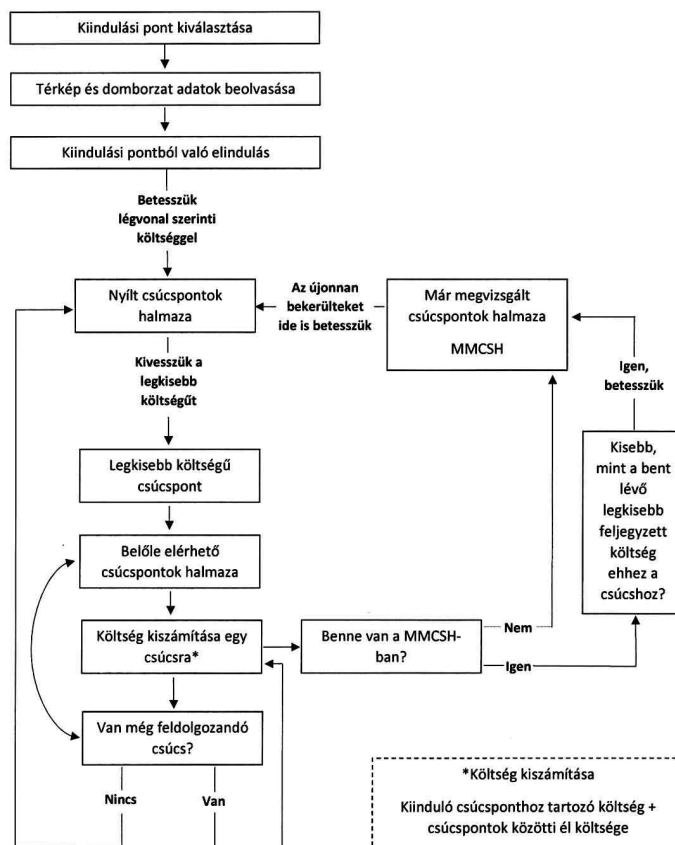 Kiindulási pont kiválasztása
Térkép és domborzat adatok beolvasása
Kiindulási pontból való elindulás
Betesszük
légvonal szerinti
költséggel
Nyílt csúcspontok
halmaza
Az újonnan
bekerülteket
ide is betesszük
Már megvizsgált
csúcspontok halmaza
MMCSH
Igen,
betesszük
Kivesszük a
legkisebb
költségűt
Legkisebb költségű
csúcspont
Kisebb,
mint a bent
lévő
legkisebb
feljegyzett
költség
ehhez a
csúcshoz?
Belőle elérhető
csúcspontok halmaza
Költség kiszámítása egy
csúcsra*
Benne van a MMCSH-
ban?
Nem
Igen
Van még feldolgozandó
csúcs?
Nincs
Van
*Költség kiszámítása
Kiinduló csúcsponthoz tartozó költség +
csúcspontok közötti él költsége